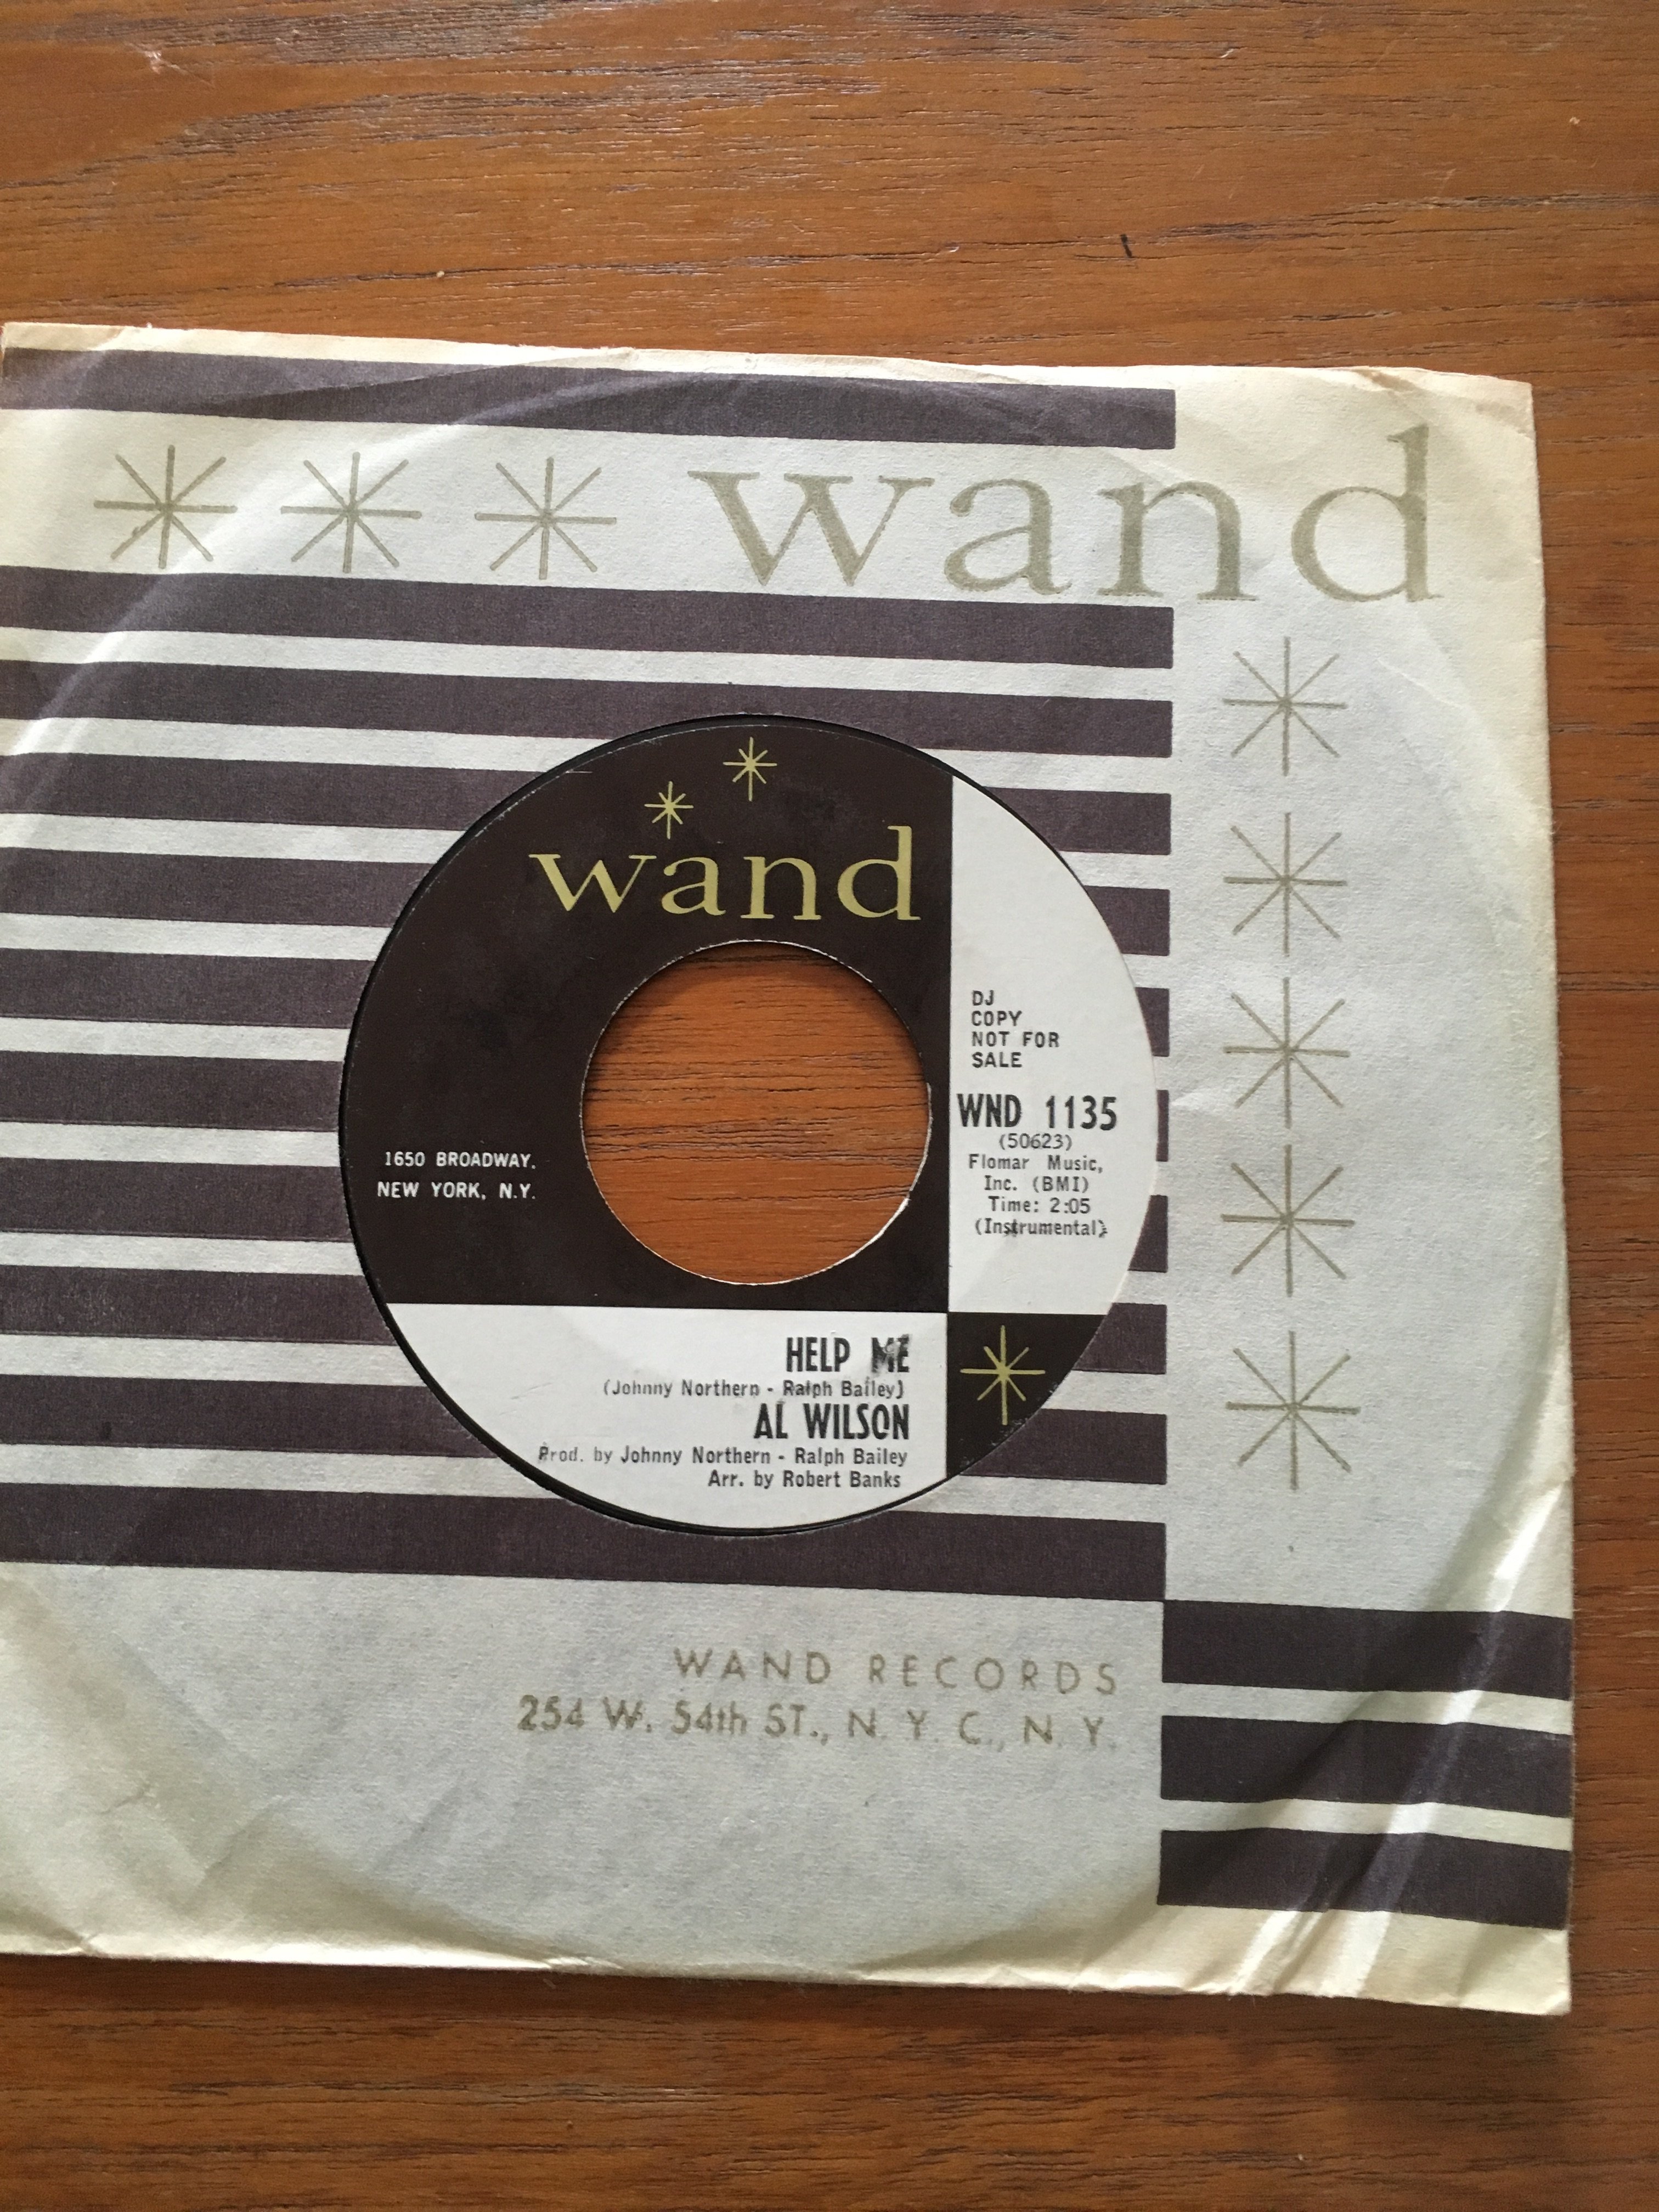 wand
wand
DJ
COPY
NOT FOR
SALE
WND 1135
(50623)
Flomar Music,
Inc. (BMI)
Time: 2:05
(Instrumental)
1650 BROADWAY,
NEW YORK, N.Y.
HELP ME
(Johnny Northern - Ralph Bailey)
AL WILSON
Prod. by Johnny Northern - Ralph Bailey
Arr. by Robert Banks
WAND RECORDS
254 W. 54th ST., N. Y. C., N. Y.